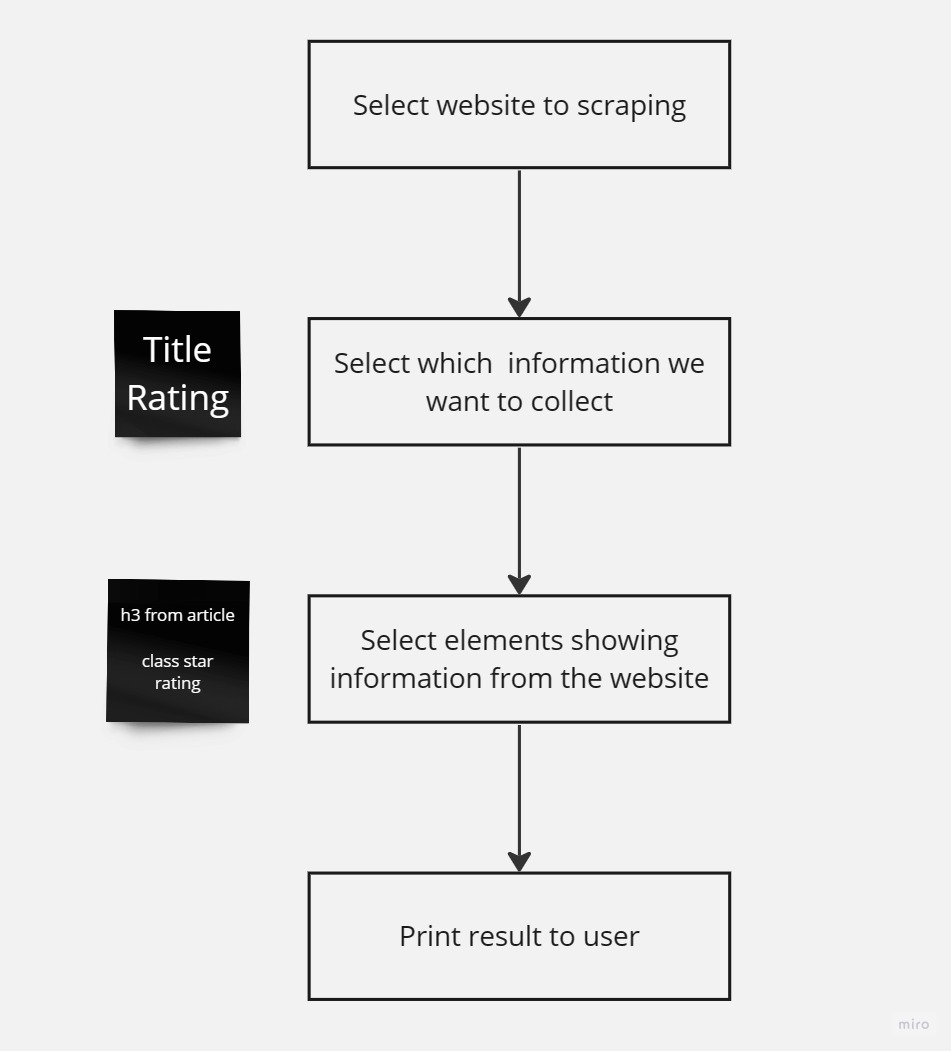 Select website to scraping
Title
Rating
Select which  information we
want to collect
h3 from article
class star
rating
Select elements showing
information from the website
Print result to user
miro